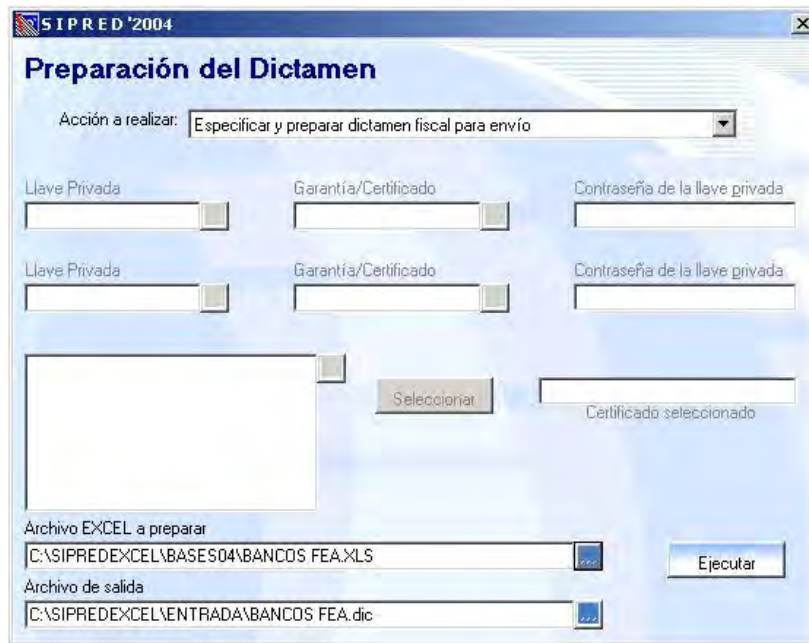 S I P R E D '2004
Preparación del Dictamen
Acción a realizar: Especificar y preparar dictamen fiscal para envío
Llave Privada Garantía/Certificado Contraseña de la llave privada
Llave Privada Garantía/Certificado Contraseña de la llave privada
Seleccionar
Certificado seleccionado
Archivo EXCEL a preparar
C:\SIPREDEXCEL\BASES04\BANCOS FEA.XLS ...
Ejecutar
Archivo de salida
C:\SIPREDEXCEL\ENTRADA\BANCOS FEA.dic ...